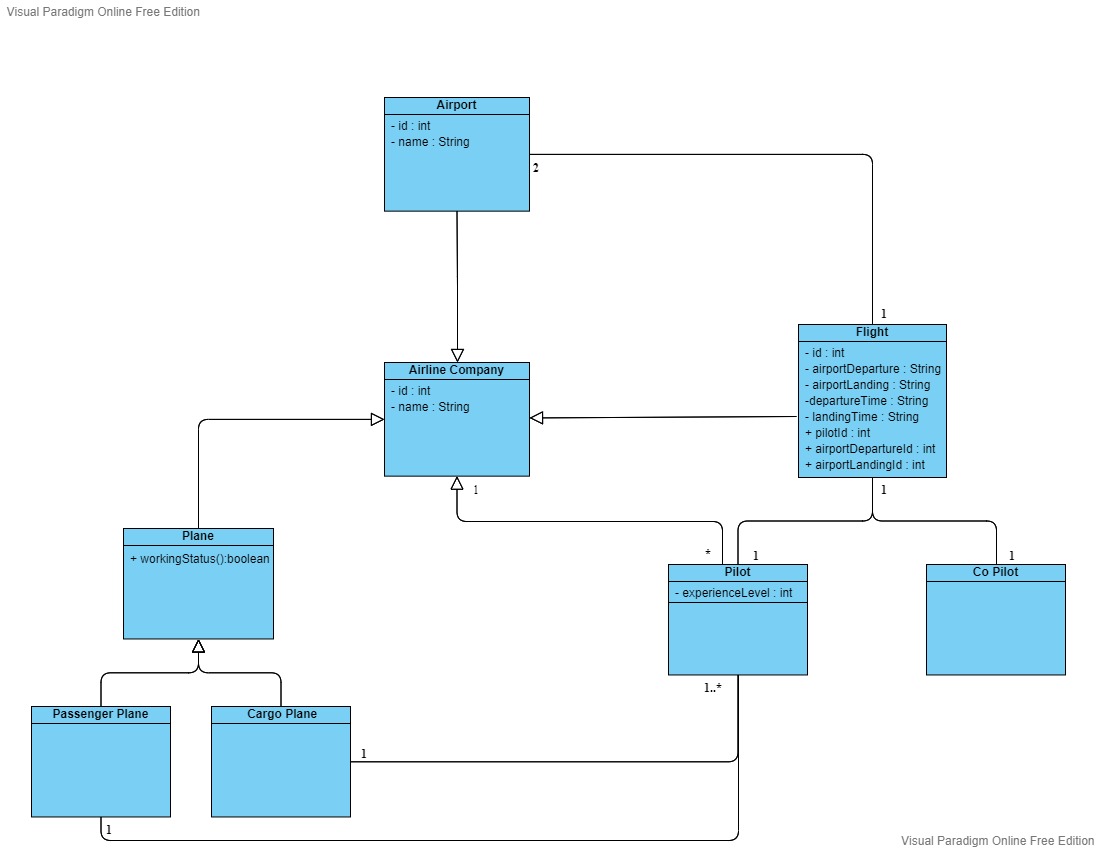 Visual Paradigm Online Free Edition
Airport
- id : int
- name : String
2
1
Flight
- id : int
- airportDeparture : String
- airportLanding : String
-departureTime : String
- landingTime : String
+ pilotId : int
+ airportDepartureId : int
+ airportLandingId : int
1
Airline Company
- id : int
- name : String
1
Plane
+ workingStatus():boolean
*
1
Pilot
- experienceLevel : int
1..*
1
Co Pilot
Passenger Plane
1
Cargo Plane
1
Visual Paradigm Online Free Edition